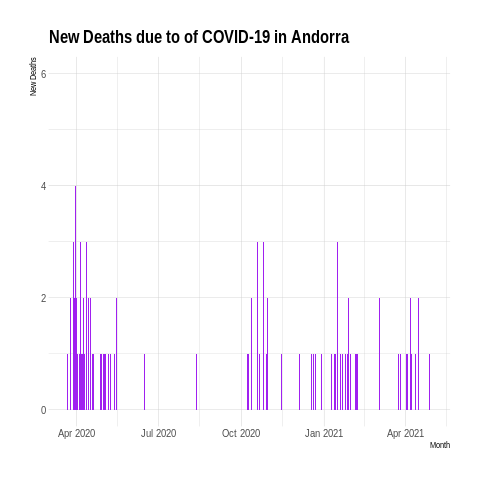 New Deaths due to of COVID-19 in Andorra
New Deaths
6
4
2
0
Apr 2020 Jul 2020 Oct 2020 Jan 2021 Apr 2021
Month